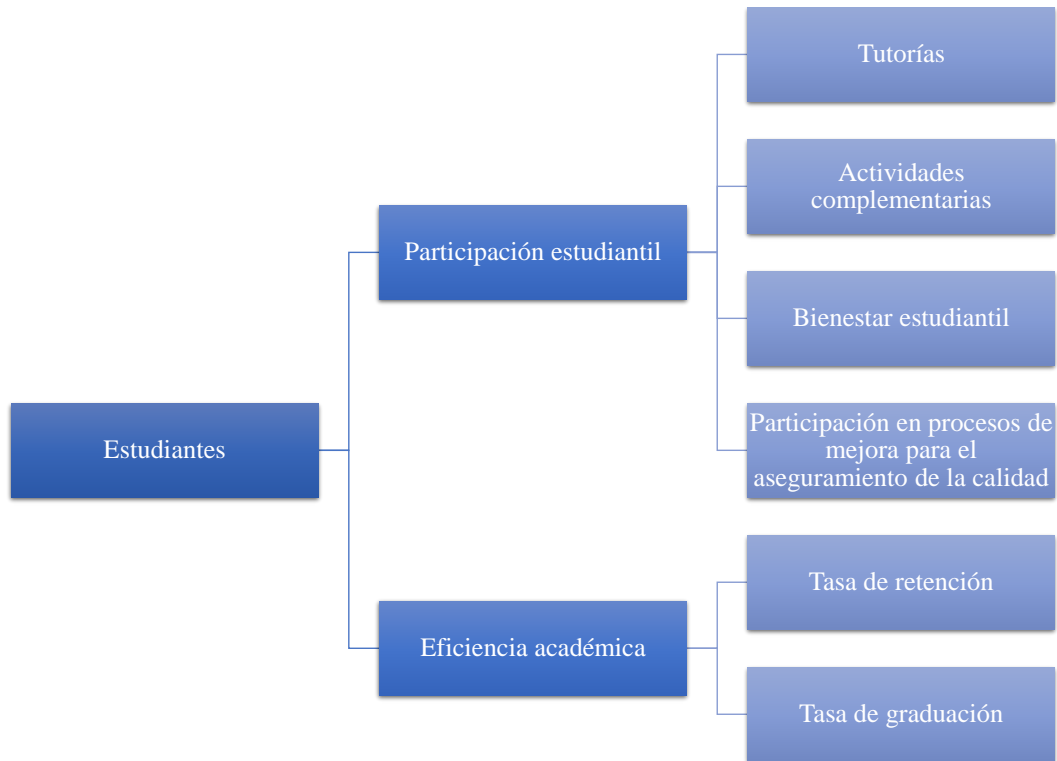 Tutorías
Actividades
complementarias
Participación estudiantil
Bienestar estudiantil
Estudiantes
Participación en procesos de
mejora para el
aseguramiento de la calidad
Tasa de retención
Eficiencia académica
Tasa de graduación